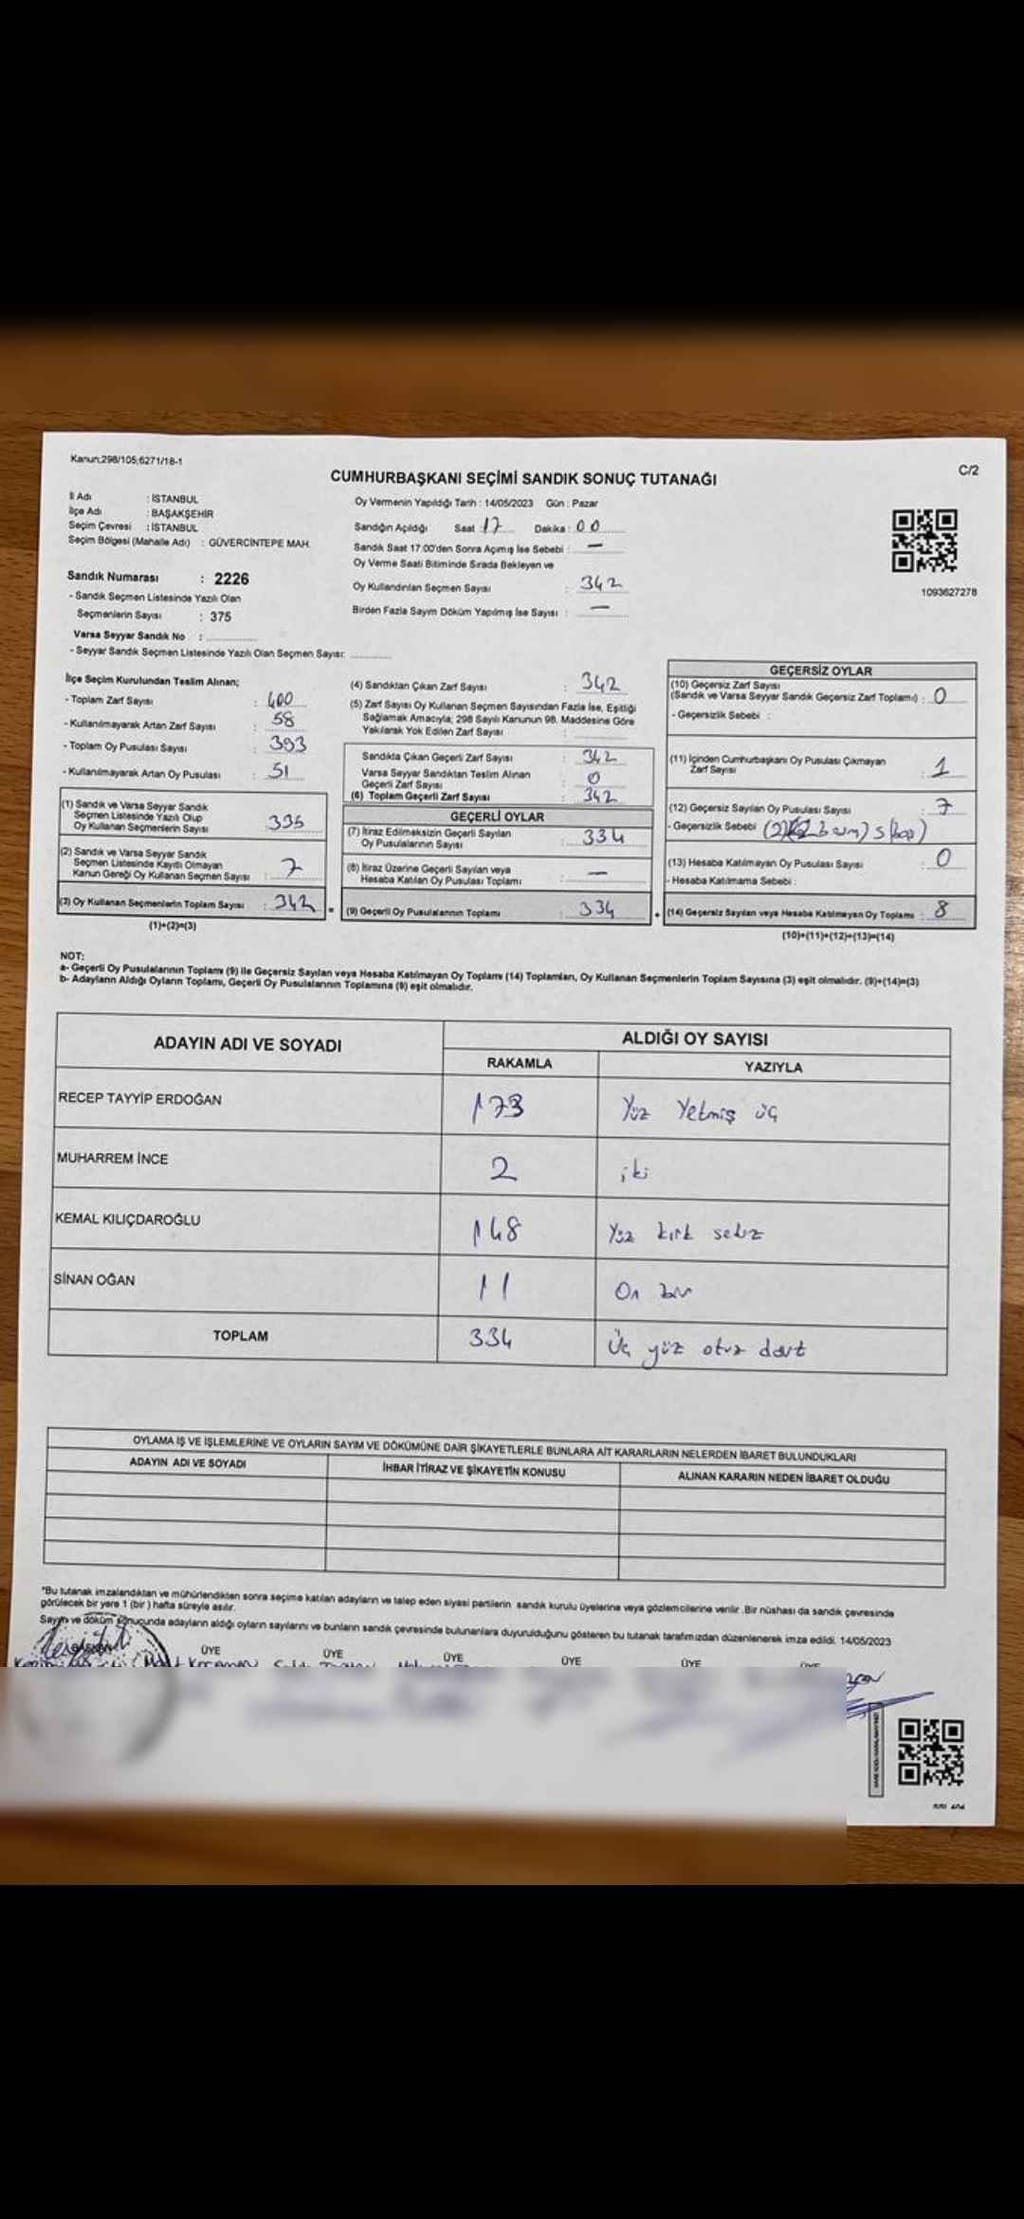 Kanun;298/105;6271/18-1
CUMHURBAŞKANI SEÇİMİ SANDIK SONUÇ TUTANAĞI
C/2
İl Adı : İSTANBUL
İlçe Adı : BAŞAKŞEHİR
Seçim Çevresi : İSTANBUL
Seçim Bölgesi (Mahalle Adı) : GÜVERCİNTEPE MAH.
Oy Vermenin Yapıldığı Tarih : 14/05/2023 Gün : Pazar
Sandığın Açıldığı Saat : 17 Dakika : 00
Sandık Saat 17:00'den Sonra Açımış İse Sebebi : —
Oy Verme Saati Bitiminde Sırada Bekleyen ve
Oy Kullandırılan Seçmen Sayısı : 342
Birden Fazla Sayım Döküm Yapılmış İse Sayısı : —
1093627278
Sandık Numarası : 2226
- Sandık Seçmen Listesinde Yazılı Olan
Seçmenlerin Sayısı : 375
Varsa Seyyar Sandık No :
- Seyyar Sandık Seçmen Listesinde Yazılı Olan Seçmen Sayısı:
İlçe Seçim Kurulundan Teslim Alınan;
- Toplam Zarf Sayısı : 400
- Kullanılmayarak Artan Zarf Sayısı : 58
- Toplam Oy Pusulası Sayısı : 393
- Kullanılmayarak Artan Oy Pusulası : 51
(1) Sandık ve Varsa Seyyar Sandık
Seçmen Listesinde Yazılı Olup
Oy Kullanan Seçmenlerin Sayısı : 335
(2) Sandık ve Varsa Seyyar Sandık
Seçmen Listesinde Kayıtlı Olmayan
Kanun Gereği Oy Kullanan Seçmen Sayısı : 7
(3) Oy Kullanan Seçmenlerin Toplam Sayısı : 342
(1)+(2)=(3)
(4) Sandıktan Çıkan Zarf Sayısı : 342
(5) Zarf Sayısı Oy Kullanan Seçmen Sayısından Fazla İse, Eşitliği
Sağlamak Amacıyla; 298 Sayılı Kanunun 98. Maddesine Göre
Yakılarak Yok Edilen Zarf Sayısı :
Sandıkta Çıkan Geçerli Zarf Sayısı : 342
Varsa Seyyar Sandıktan Teslim Alınan
Geçerli Zarf Sayısı : 0
(6) Toplam Geçerli Zarf Sayısı : 342
GEÇERLİ OYLAR
(7) İtiraz Edilmeksizin Geçerli Sayılan
Oy Pusulalarının Sayısı : 334
(8) İtiraz Üzerine Geçerli Sayılan veya
Hesaba Katılan Oy Pusulası Toplamı : —
(9) Geçerli Oy Pusulalarının Toplamı : 334
GEÇERSİZ OYLAR
(10) Geçersiz Zarf Sayısı
(Sandık ve Varsa Seyyar Sandık Geçersiz Zarf Toplamı) : 0
- Geçersizlik Sebebi :
(11) İçinden Cumhurbaşkanı Oy Pusulası Çıkmayan
Zarf Sayısı : 1
(12) Geçersiz Sayılan Oy Pusulası Sayısı : 7
- Geçersizlik Sebebi
(13) Hesaba Katılmayan Oy Pusulası Sayısı : 0
- Hesaba Katılmama Sebebi :
(14) Geçersiz Sayılan veya Hesaba Katılmayan Oy Toplamı : 8
(10)+(11)+(12)+(13)=(14)
NOT:
a- Geçerli Oy Pusulalarının Toplamı (9) ile Geçersiz Sayılan veya Hesaba Katılmayan Oy Toplamı (14) Toplamları, Oy Kullanan Seçmenlerin Toplam Sayısına (3) eşit olmalıdır. (9)+(14)=(3)
b- Adayların Aldığı Oyların Toplamı, Geçerli Oy Pusulalarının Toplamına (9) eşit olmalıdır.
ADAYIN ADI VE SOYADI
ALDIĞI OY SAYISI
RAKAMLA YAZIYLA
RECEP TAYYİP ERDOĞAN 173 Yüz Yetmiş üç
MUHARREM İNCE 2 iki
KEMAL KILIÇDAROĞLU 148 Yüz kırk sekiz
SİNAN OĞAN 11 On bir
TOPLAM 334 Üç yüz otuz dört
OYLAMA İŞ VE İŞLEMLERİNE VE OYLARIN SAYIM VE DÖKÜMÜNE DAİR ŞİKAYETLERLE BUNLARA AİT KARARLARIN NELERDEN İBARET BULUNDUKLARI
ADAYIN ADI VE SOYADI İHBAR İTİRAZ VE ŞİKAYETİN KONUSU ALINAN KARARIN NEDEN İBARET OLDUĞU
*Bu tutanak imzalandıktan ve mühürlendikten sonra seçime katılan adayların ve talep eden siyasi partilerin sandık kurulu üyelerine veya gözlemcilerine verilir .Bir nüshası da sandık çevresinde
görülecek bir yere 1 (bir ) hafta süreyle asılır.
Sayım ve döküm sonucunda adayların aldığı oyların sayılarını ve bunların sandık çevresinde bulunanlara duyurulduğunu gösteren bu tutanak tarafımızdan düzenlenerek imza edildi. 14/05/2023
ÜYE ÜYE ÜYE ÜYE ÜYE ÜYE